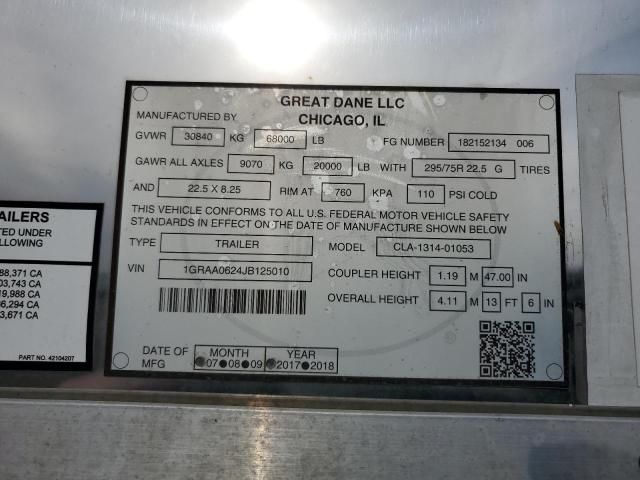 GREAT DANE LLC
MANUFACTURED BY CHICAGO, IL
GVWR 30840 KG 68000 LB FG NUMBER 182152134 006
GAWR ALL AXLES 9070 KG 20000 LB WITH 295/75R 22.5 G TIRES
AND 22.5 X 8.25 RIM AT 760 KPA 110 PSI COLD
THIS VEHICLE CONFORMS TO ALL U.S. FEDERAL MOTOR VEHICLE SAFETY
STANDARDS IN EFFECT ON THE DATE OF MANUFACTURE SHOWN BELOW
TYPE TRAILER MODEL CLA-1314-01053
VIN 1GRAA0624JB125010 COUPLER HEIGHT 1.19 M 47.00 IN
OVERALL HEIGHT 4.11 M 13 FT 6 IN
DATE OF MFG MONTH YEAR
07 08 09 2017 2018
AILERS
TED UNDER
OLLOWING
88,371 CA
03,743 CA
19,988 CA
6,294 CA
3,671 CA
PART NO. 42104207